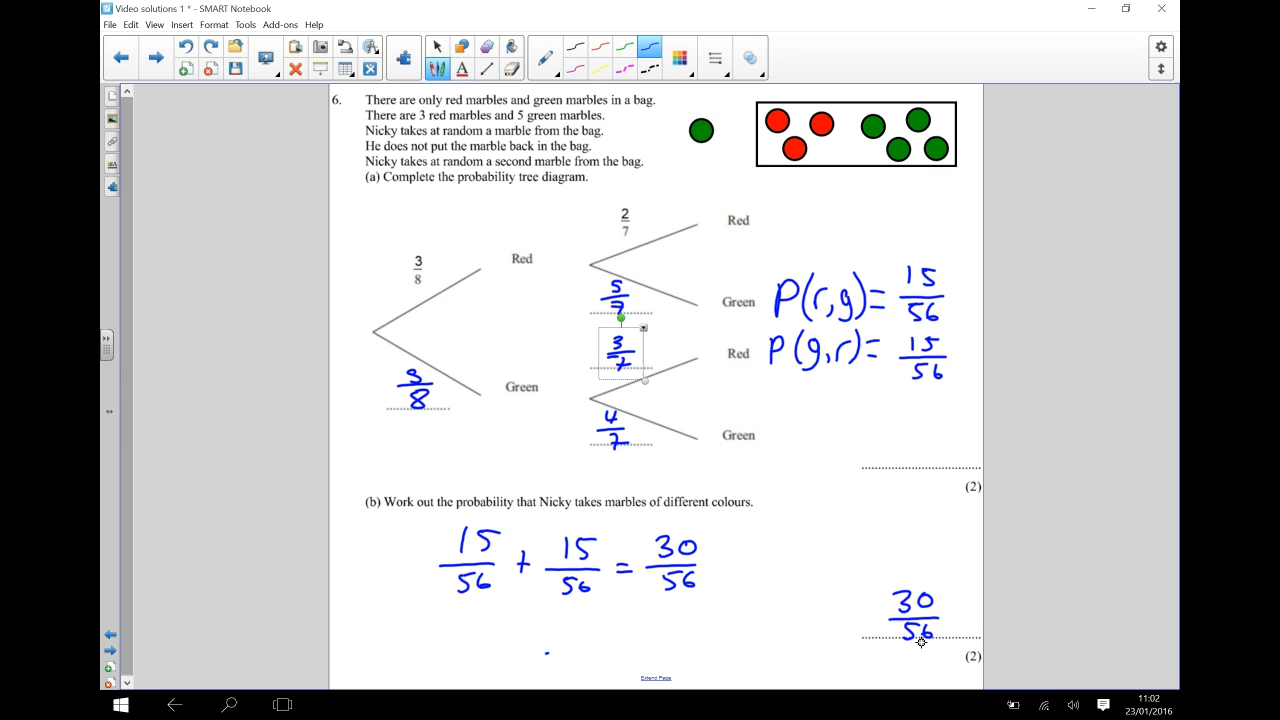 Video solutions 1 * - SMART Notebook
File Edit View Insert Format Tools Add-ons Help
6. There are only red marbles and green marbles in a bag.
There are 3 red marbles and 5 green marbles.
Nicky takes at random a marble from the bag.
He does not put the marble back in the bag.
Nicky takes at random a second marble from the bag.
(a) Complete the probability tree diagram.
2/7 Red
3/8 Red
5/7 Green
P(r,g) = 15/56
3/7 Red
P(g,r) = 15/56
5/8 Green
4/7 Green
(2)
(b) Work out the probability that Nicky takes marbles of different colours.
15/56 + 15/56 = 30/56
30/56
(2)
Extend Page
11:02
23/01/2016